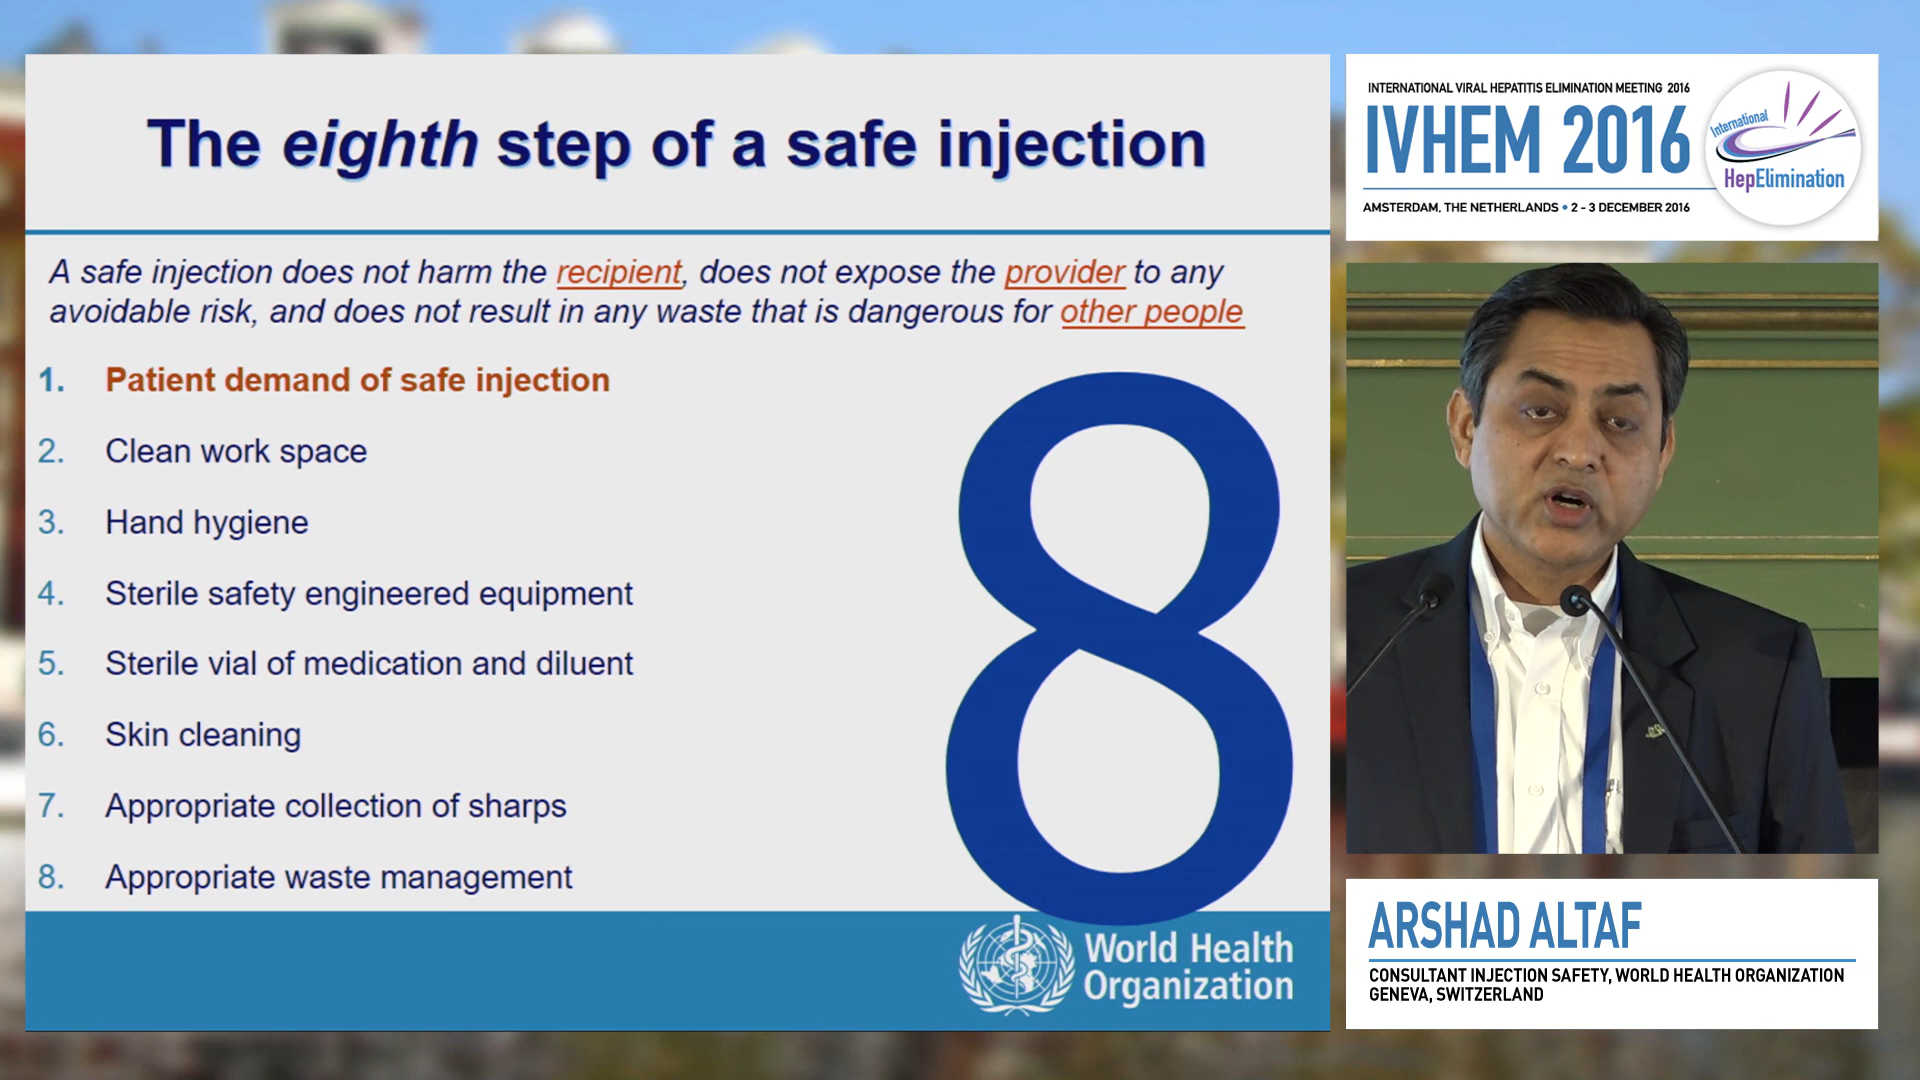 The eighth step of a safe injection
A safe injection does not harm the recipient, does not expose the provider to any
avoidable risk, and does not result in any waste that is dangerous for other people
1. Patient demand of safe injection
2. Clean work space
3. Hand hygiene
4. Sterile safety engineered equipment
5. Sterile vial of medication and diluent
6. Skin cleaning
7. Appropriate collection of sharps
8. Appropriate waste management
8
World Health
Organization
INTERNATIONAL VIRAL HEPATITIS ELIMINATION MEETING 2016
IVHEM 2016
AMSTERDAM, THE NETHERLANDS • 2 - 3 DECEMBER 2016
International
HepElimination
ARSHAD ALTAF
CONSULTANT INJECTION SAFETY, WORLD HEALTH ORGANIZATION
GENEVA, SWITZERLAND